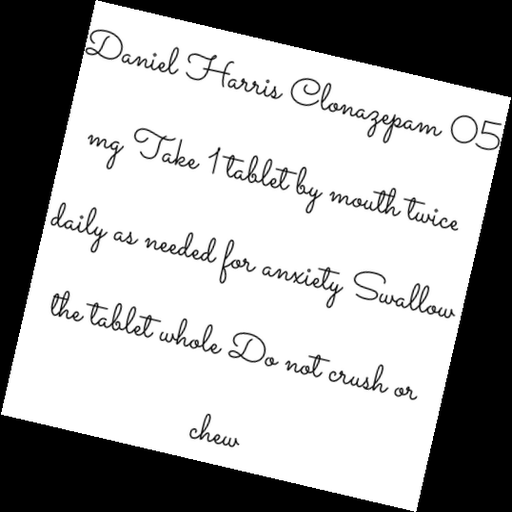 Daniel Harris Clonazepam 05
mg Take 1 tablet by mouth twice
daily as needed for anxiety Swallow
the tablet whole Do not crush or
chew